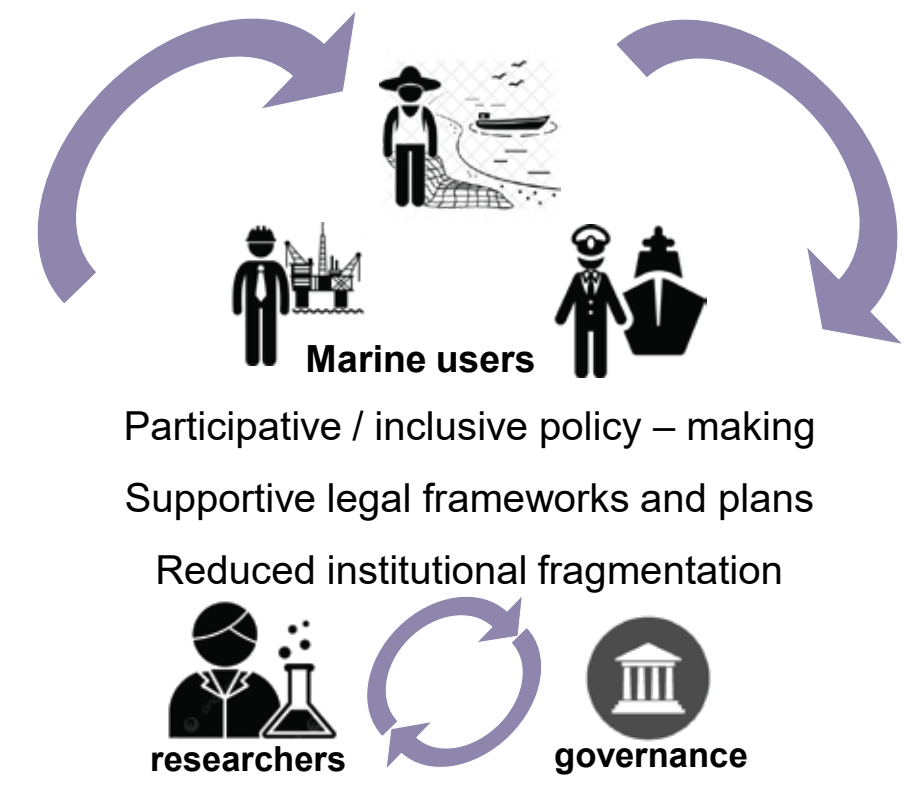 Marine users
Participative / inclusive policy – making
Supportive legal frameworks and plans
Reduced institutional fragmentation
researchers
governance